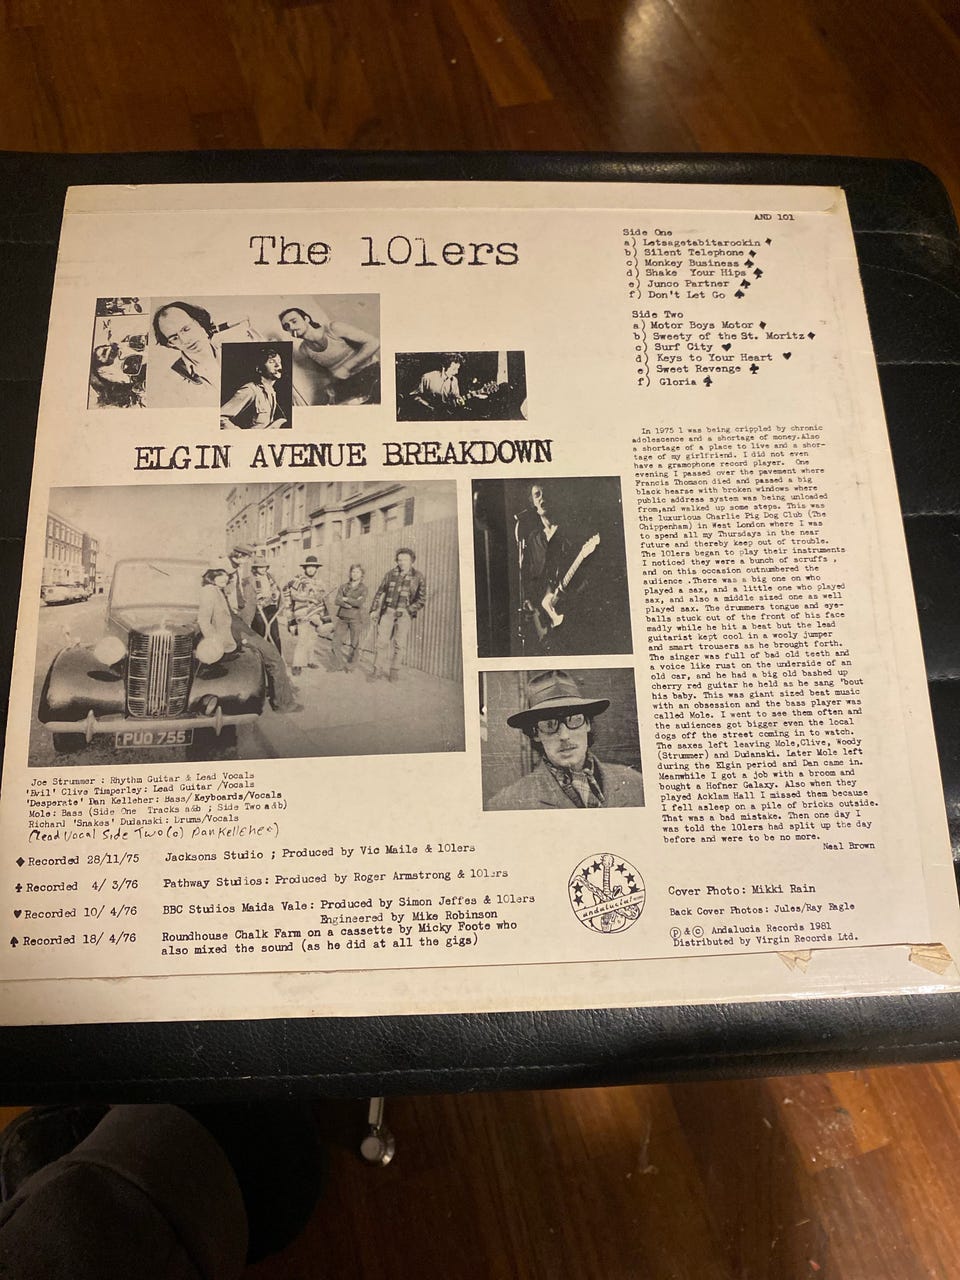 AND 101
The 101ers
Side One
a) Letsagetabitarockin ♦
b) Silent Telephone ♦
c) Monkey Business ♠
d) Shake Your Hips ♠
e) Junco Partner ♠
f) Don't Let Go ♠
Side Two
a) Motor Boys Motor ♦
b) Sweety of the St. Moritz ♦
c) Surf City ♥
d) Keys to Your Heart ♥
e) Sweet Revenge ♣
f) Gloria ♠
ELGIN AVENUE BREAKDOWN
In 1975 I was being crippled by chronic
adolescence and a shortage of money.Also
a shortage of a place to live and a shor-
tage of my girlfriend. I did not even
have a gramophone record player. One
evening I passed over the pavement where
Francis Thomson died and passed a big
black hearse with broken windows where
public address system was being unloaded
from,and walked up some steps. This was
the luxurious Charlie Pig Dog Club (The
Chippenham) in West London where I was
to spend all my Thursdays in the near
future and thereby keep out of trouble.
The 101ers began to play their instruments
I noticed they were a bunch of scruffs ,
and on this occasion outnumbered the
audience .There was a big one on who
played a sax, and a little one who played
sax, and also a middle sized one as well
played sax. The drummers tongue and eye-
balls stuck out of the front of his face
madly while he hit a beat but the lead
guitarist kept cool in a wooly jumper
and smart trousers as he brought forth.
The singer was full of bad old teeth and
a voice like rust on the underside of an
old car, and he had a big old bashed up
cherry red guitar he held as he sang 'bout
his baby. This was giant sized beat music
with an obsession and the bass player was
called Mole. I went to see them often and
the audiences got bigger even the local
dogs off the street coming in to watch.
The saxes left leaving Mole,Clive, Woody
(Strummer) and Dudanski. Later Mole left
during the Elgin period and Dan came in.
Meanwhile I got a job with a broom and
bought a Hofner Galaxy. Also when they
played Acklam Hall I missed them because
I fell asleep on a pile of bricks outside.
That was a bad mistake. Then one day I
was told the 101ers had split up the day
before and were to be no more.
Neal Brown
PUO 755
Joe Strummer : Rhythm Guitar & Lead Vocals
'Evil' Clive Timperley: Lead Guitar /Vocals
'Desperate' Dan Kelleher: Bass/Keyboards/Vocals
Mole: Bass (Side One Tracks a&b ; Side Two a&b)
Richard 'Snakes' Dudanski: Drums/Vocals
(Lead Vocal Side Two (c) Dan Kelleher)
♦ Recorded 28/11/75 Jacksons Studio ; Produced by Vic Maile & 101ers
♣ Recorded 4/ 3/76 Pathway Studios: Produced by Roger Armstrong & 101ers
♥ Recorded 10/ 4/76 BBC Studios Maida Vale: Produced by Simon Jeffes & 101ers
Engineered by Mike Robinson
♠ Recorded 18/ 4/76 Roundhouse Chalk Farm on a cassette by Micky Foote who
also mixed the sound (as he did at all the gigs)
andalucia!
Cover Photo: Mikki Rain
Back Cover Photos: Jules/Ray Eagle
Ⓟ & © Andalucia Records 1981
Distributed by Virgin Records Ltd.